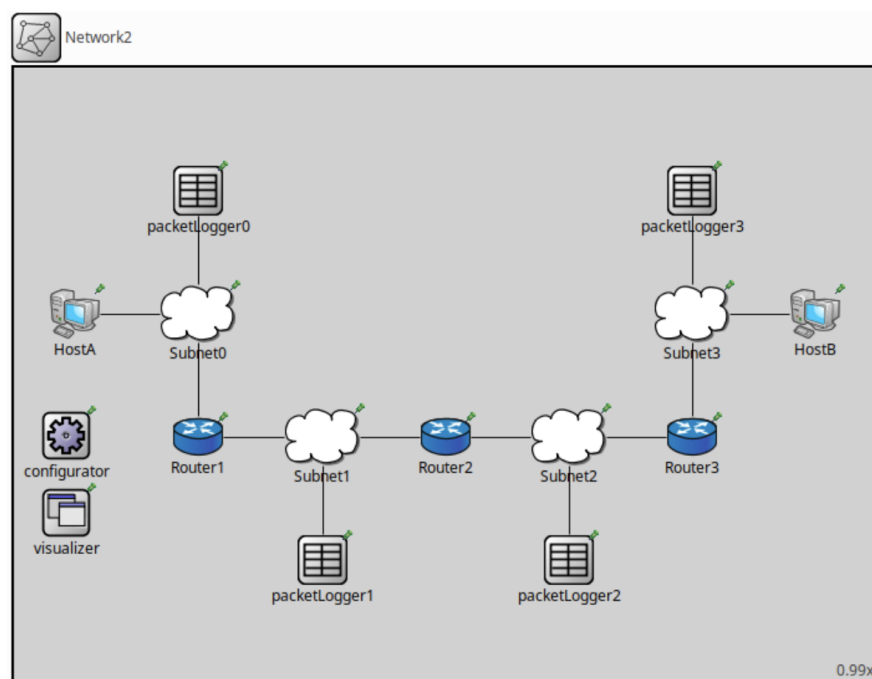 Network2
packetLogger0
packetLogger3
HostA
Subnet0
Subnet3
HostB
configurator
Router1
Subnet1
Router2
Subnet2
Router3
visualizer
packetLogger1
packetLogger2
0.99x